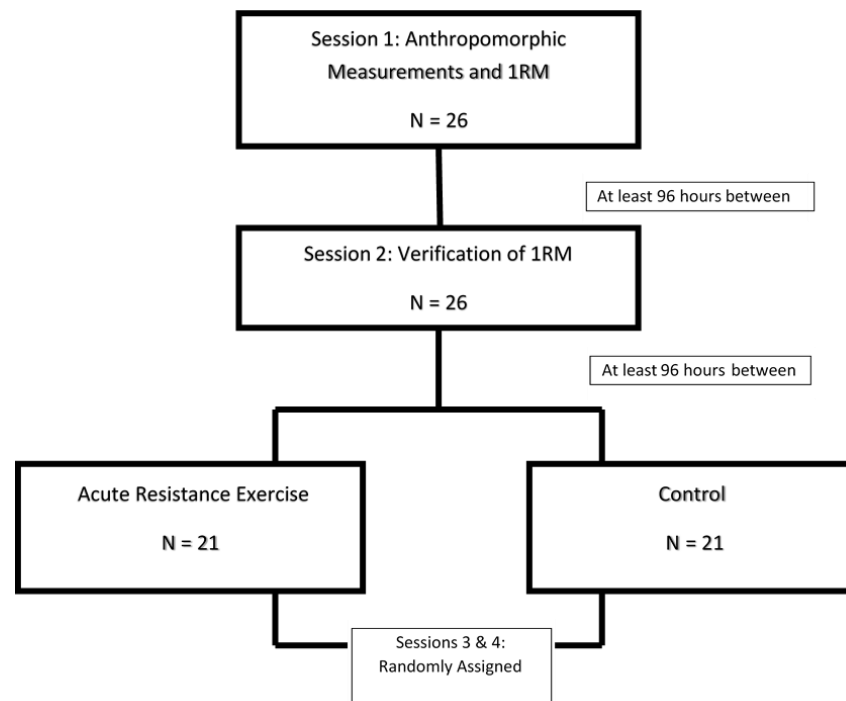 Session 1: Anthropomorphic
Measurements and 1RM
N = 26
At least 96 hours between
Session 2: Verification of 1RM
N = 26
At least 96 hours between
Acute Resistance Exercise
N = 21
Control
N = 21
Sessions 3 & 4:
Randomly Assigned